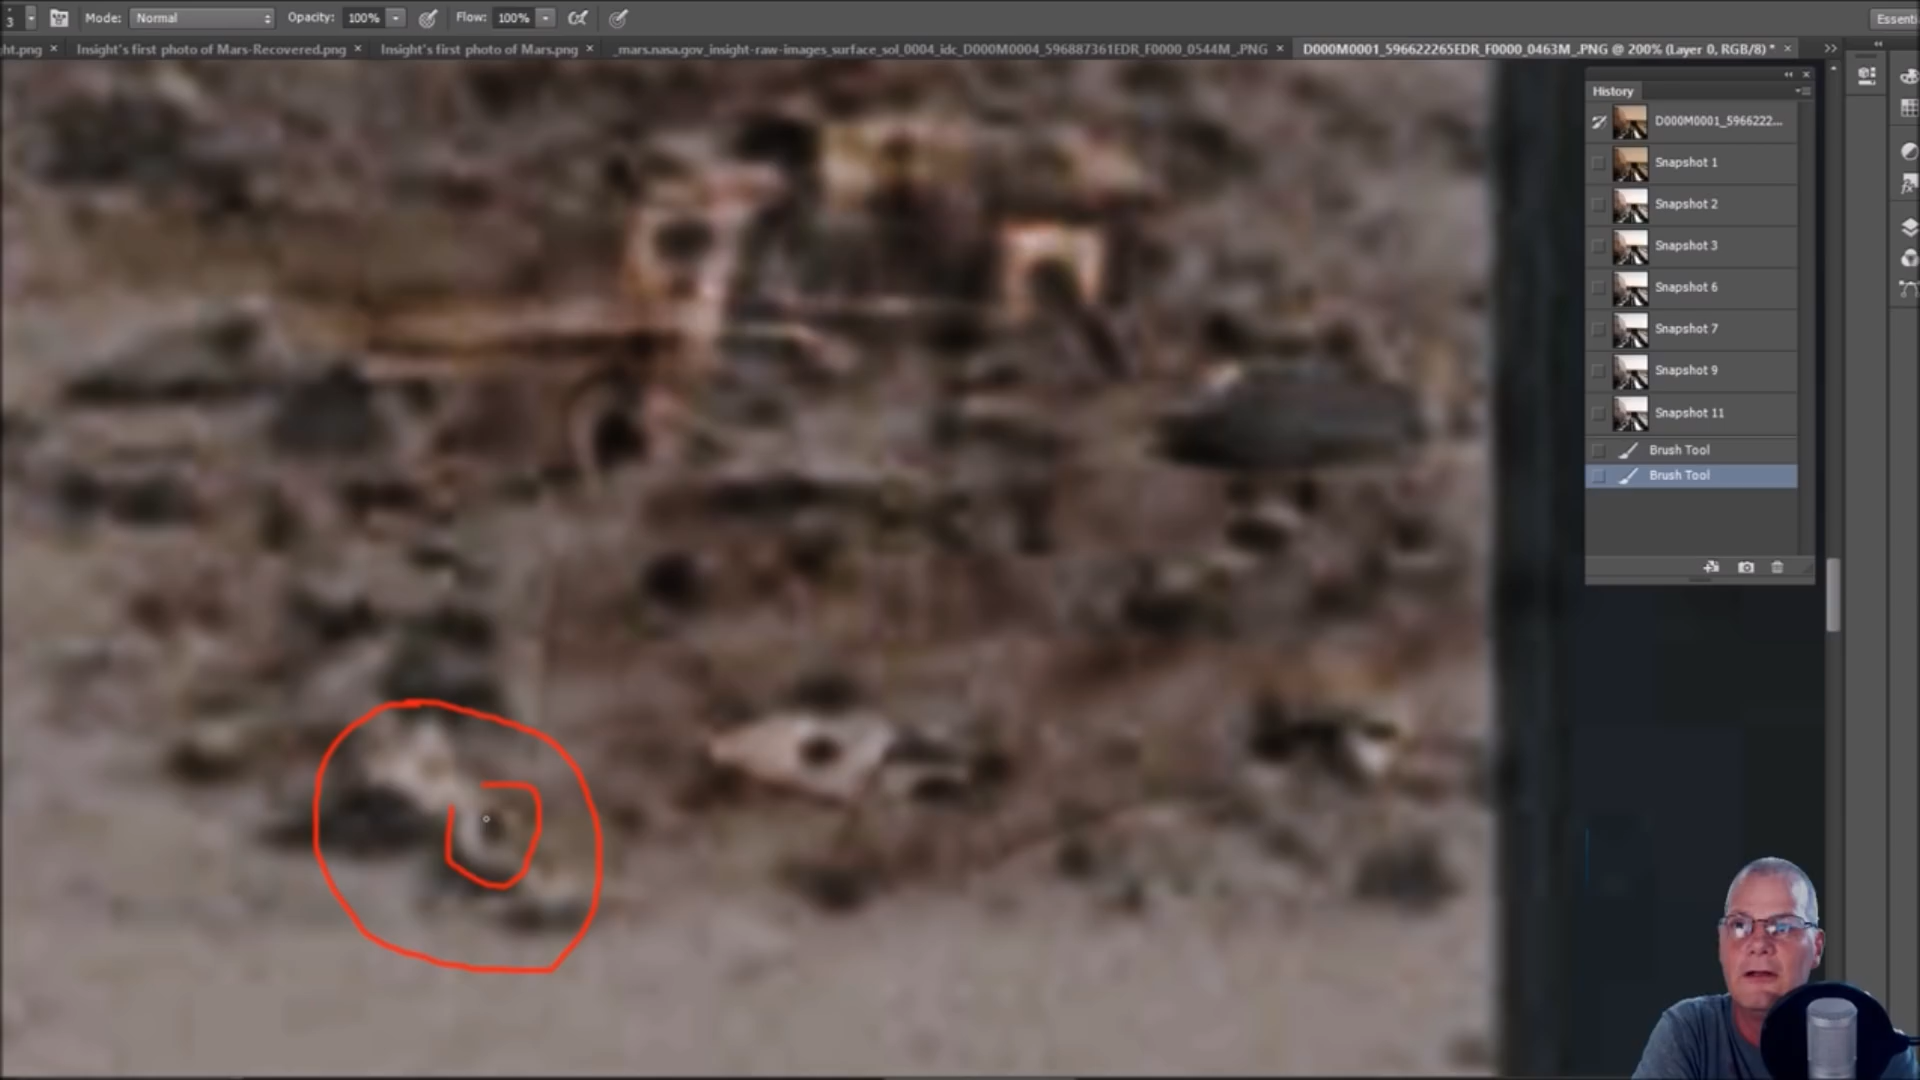 3 Mode: Normal Opacity: 100% Flow: 100% Essenti
ht.png × Insight's first photo of Mars-Recovered.png × Insight's first photo of Mars.png × _mars.nasa.gov_insight-raw-images_surface_sol_0004_idc_D000M0004_596887361EDR_F0000_0544M_.PNG × D000M0001_596622265EDR_F0000_0463M_.PNG @ 200% (Layer 0, RGB/8) * ×
History
D000M0001_5966222...
Snapshot 1
Snapshot 2
Snapshot 3
Snapshot 6
Snapshot 7
Snapshot 9
Snapshot 11
Brush Tool
Brush Tool